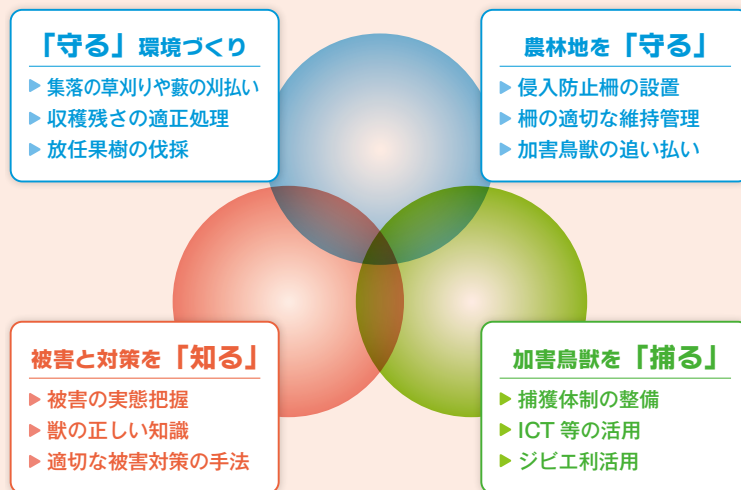 「守る」環境づくり
▶ 集落の草刈りや藪の刈払い
▶ 収穫残さの適正処理
▶ 放任果樹の伐採
農林地を「守る」
▶ 侵入防止柵の設置
▶ 柵の適切な維持管理
▶ 加害鳥獣の追い払い
被害と対策を「知る」
▶ 被害の実態把握
▶ 獣の正しい知識
▶ 適切な被害対策の手法
加害鳥獣を「捕る」
▶ 捕獲体制の整備
▶ ICT 等の活用
▶ ジビエ利活用